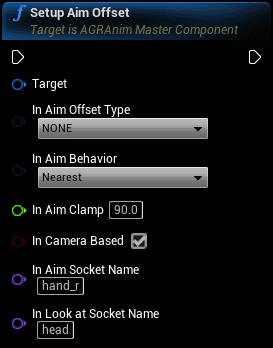 Setup Aim Offset
Target is AGRAnim Master Component
Target
In Aim Offset Type
NONE
In Aim Behavior
Nearest
In Aim Clamp 90.0
In Camera Based
In Aim Socket Name
hand_r
In Look at Socket Name
head